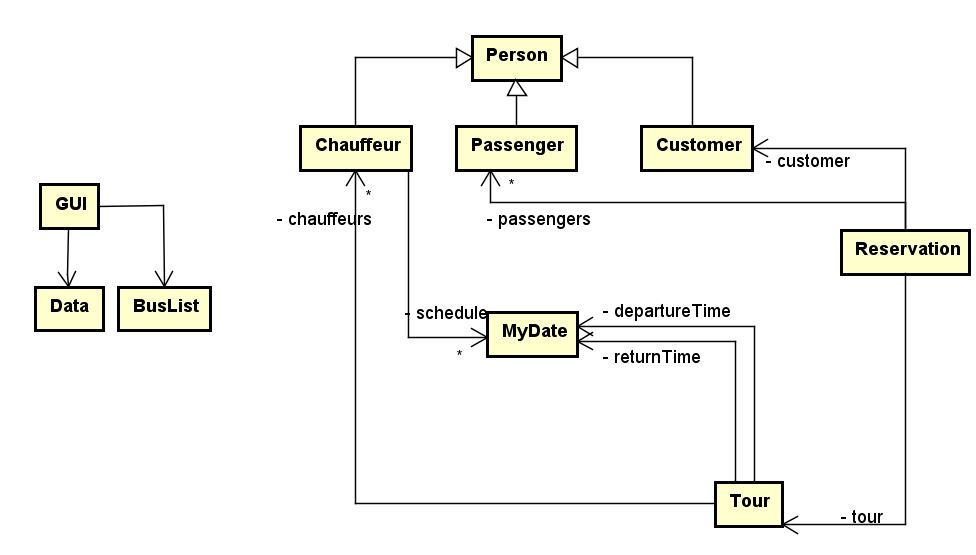 Person
Chauffeur
Passenger
Customer
- customer
*
*
GUI
- chauffeurs
- passengers
Reservation
Data
BusList
- schedule
MyDate
- departureTime
*
- returnTime
Tour
- tour